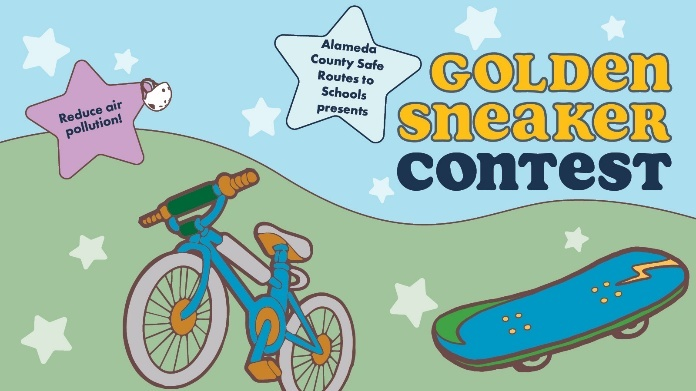 Alameda
County Safe
Routes to
Schools
presents
GOLDEN
SNEAKER
CONTEST
Reduce air
pollution!